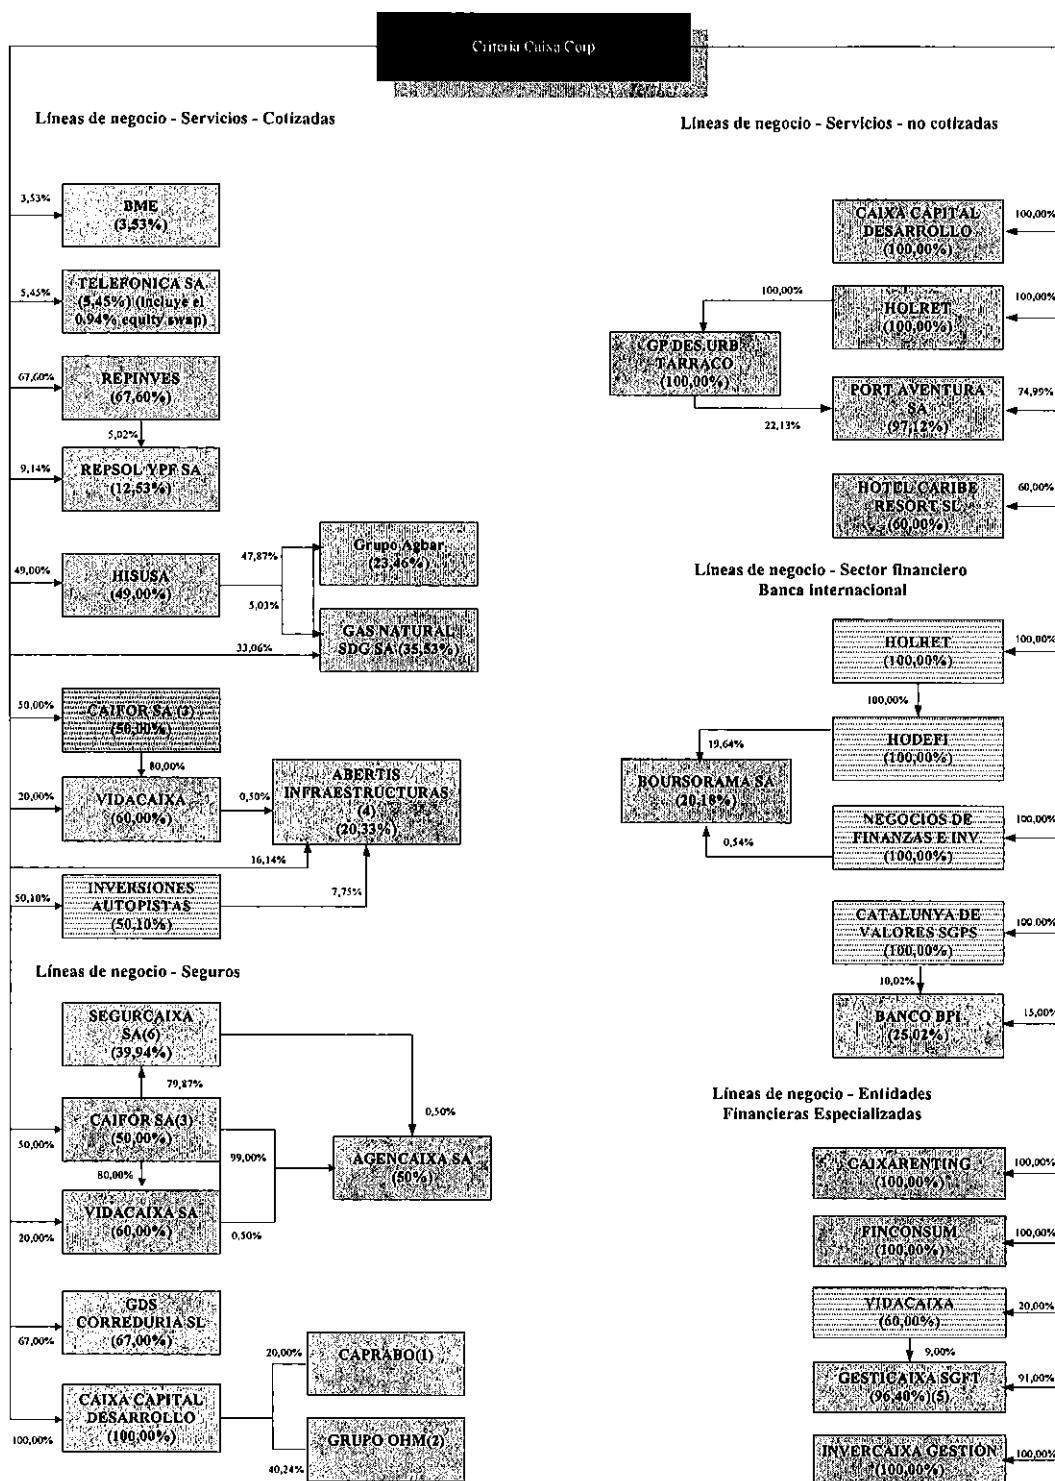 Criteria Caixa Corp
Líneas de negocio - Servicios - Cotizadas
3,53%
BME
(3,53%)
5,45%
TELEFONICA SA
(5,45%) (incluye el
0,94% equity swap)
67,60%
REPINVES
(67,60%)
5,02%
9,14%
REPSOL YPF SA
(12,53%)
49,00%
HISUSA
(49,00%)
47,87%
5,03%
Grupo Agbar
(23,46%)
33,06%
GAS NATURAL
SDG SA (35,53%)
50,00%
CAIFOR SA (3)
(50,00%)
80,00%
20,00%
VIDACAIXA
(60,00%)
0,50%
ABERTIS
INFRAESTRUCTURAS
(4)
(20,33%)
16,14%
50,10%
INVERSIONES
AUTOPISTAS
(50,10%)
7,75%
Líneas de negocio - Seguros
SEGURCAIXA
SA(6)
(39,94%)
79,87%
50,00%
CAIFOR SA(3)
(50,00%)
80,00%
99,00%
0,50%
AGENCAIXA SA
(50%)
20,00%
VIDACAIXA SA
(60,00%)
0,50%
67,00%
GDS
CORREDURIA SL
(67,00%)
100,00%
CAIXA CAPITAL
DESARROLLO
(100,00%)
20,00%
CAPRABO(1)
40,24%
GRUPO OHM(2)
Líneas de negocio - Servicios - no cotizadas
CAIXA CAPITAL
DESARROLLO
(100,00%)
100,00%
100,00%
HOLRET
(100,00%)
100,00%
GP DES.URB
TARRACO
(100,00%)
22,13%
PORT AVENTURA
SA
(97,12%)
74,99%
HOTEL CARIBE
RESORT SL
(60,00%)
60,00%
Líneas de negocio - Sector financiero
Banca internacional
HOLRET
(100,00%)
100,00%
100,00%
HODEFI
(100,00%)
19,64%
BOURSORAMA SA
(20,18%)
0,54%
NEGOCIOS DE
FINANZAS E INV.
(100,00%)
100,00%
CATALUNYA DE
VALORES SGPS
(100,00%)
100,00%
10,02%
BANCO BPI
(25,02%)
15,00%
Líneas de negocio - Entidades
Financieras Especializadas
CAIXARENTING
(100,00%)
100,00%
FINCONSUM
(100,00%)
100,00%
VIDACAIXA
(60,00%)
20,00%
9,00%
GESTICAIXA SGFT
(96,40%)(5)
91,00%
INVERCAIXA GESTIÓN
(100,00%)
100,00%